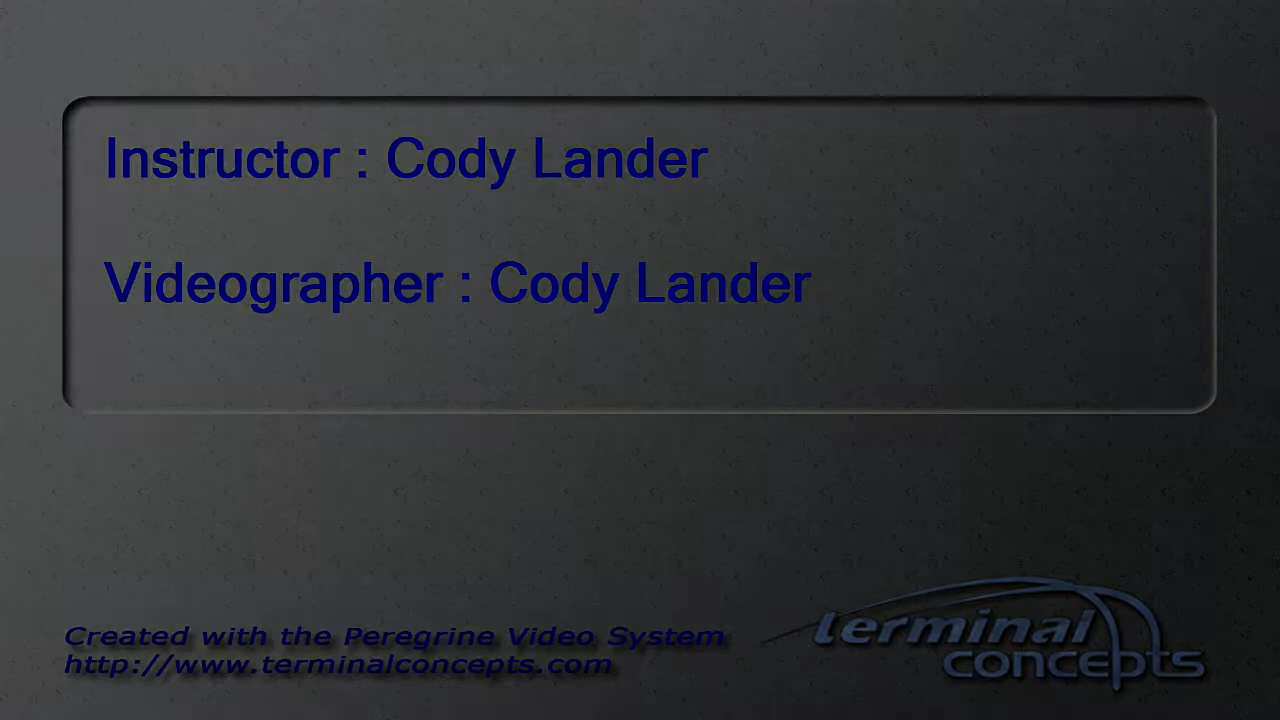 Instructor : Cody Lander
Videographer : Cody Lander
Created with the Peregrine Video System
http://www.terminalconcepts.com
terminal
concepts